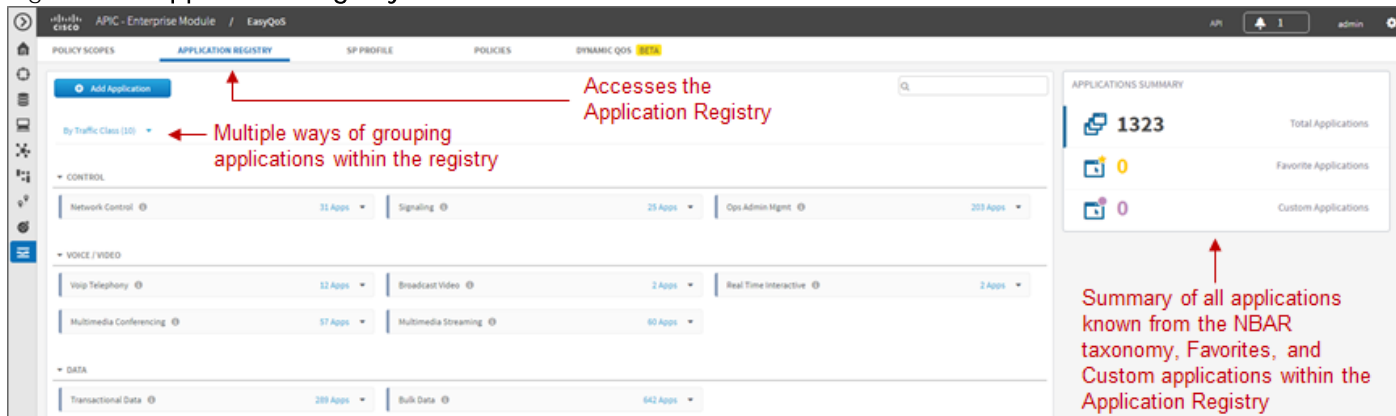 cisco APIC - Enterprise Module / EasyQoS API 1 admin
POLICY SCOPES APPLICATION REGISTRY SP PROFILE POLICIES DYNAMIC QOS BETA
Add Application
Accesses the
Application Registry
By Traffic Class (10)
Multiple ways of grouping
applications within the registry
CONTROL
Network Control 31 Apps Signaling 25 Apps Ops Admin Mgmt 203 Apps
VOICE / VIDEO
Voip Telephony 12 Apps Broadcast Video 2 Apps Real Time Interactive 2 Apps
Multimedia Conferencing 57 Apps Multimedia Streaming 60 Apps
DATA
Transactional Data 289 Apps Bulk Data 642 Apps
APPLICATIONS SUMMARY
1323 Total Applications
0 Favorite Applications
0 Custom Applications
Summary of all applications
known from the NBAR
taxonomy, Favorites, and
Custom applications within the
Application Registry